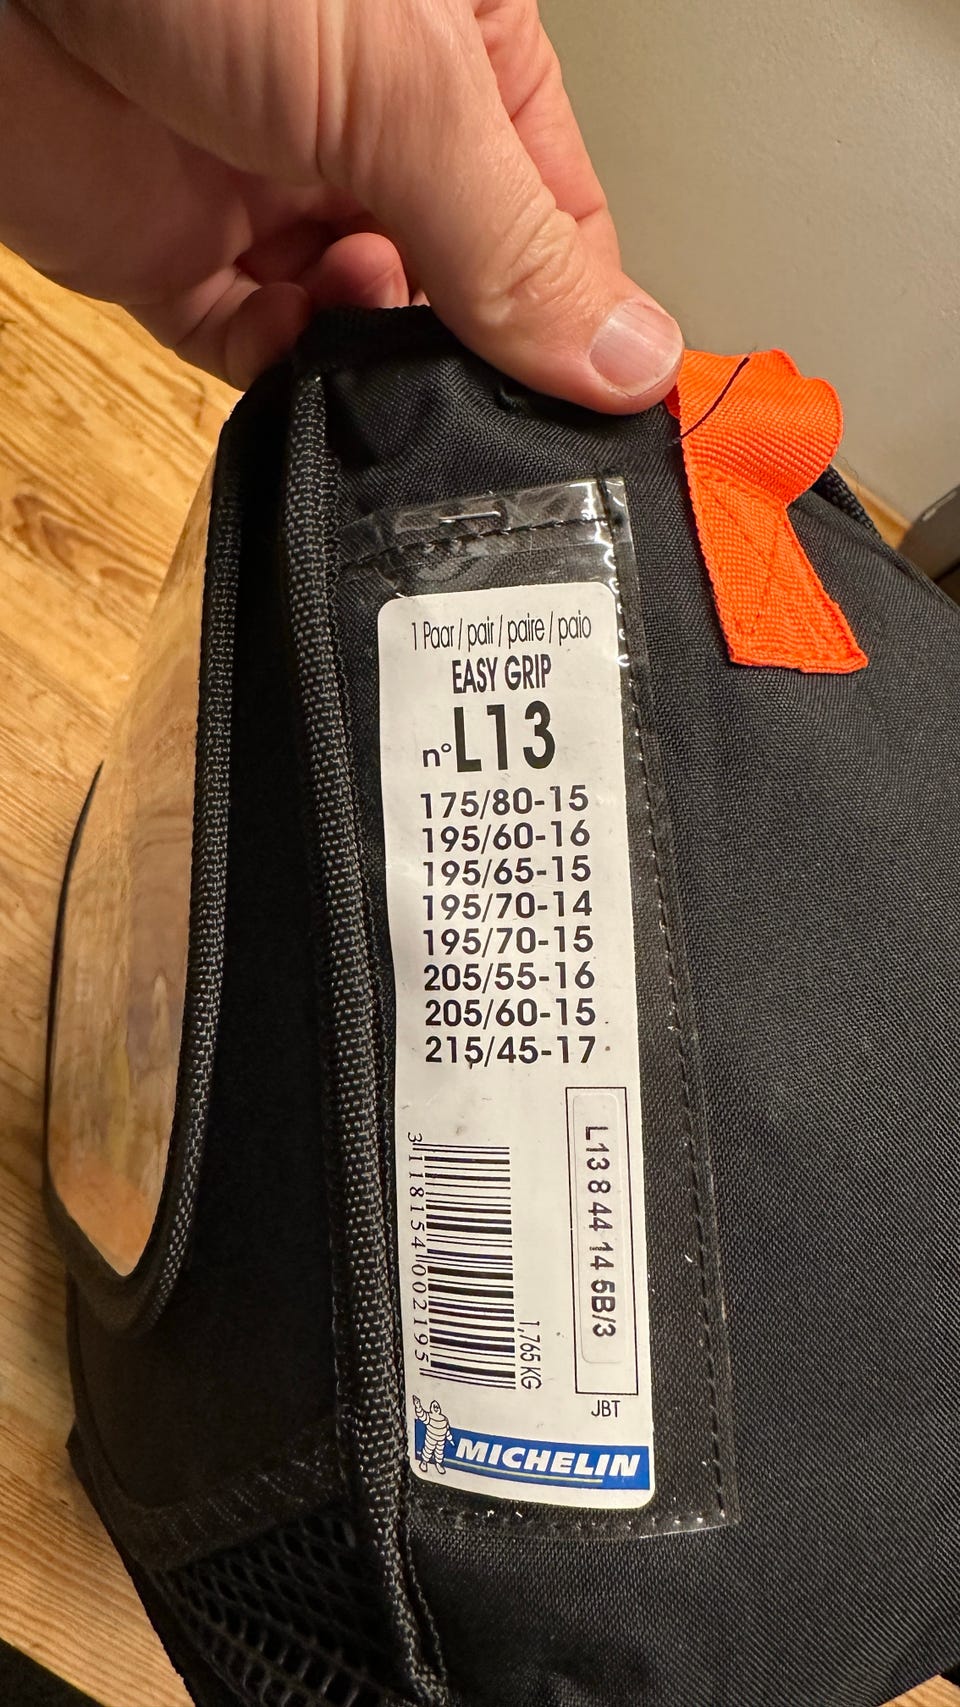 1 Paar / pair / paire / paio
EASY GRIP
n° L13
175/80-15
195/60-16
195/65-15
195/70-14
195/70-15
205/55-16
205/60-15
215/45-17
L13 8 44 14 5B/3
JBT
3118154002195
1,765 KG
MICHELIN